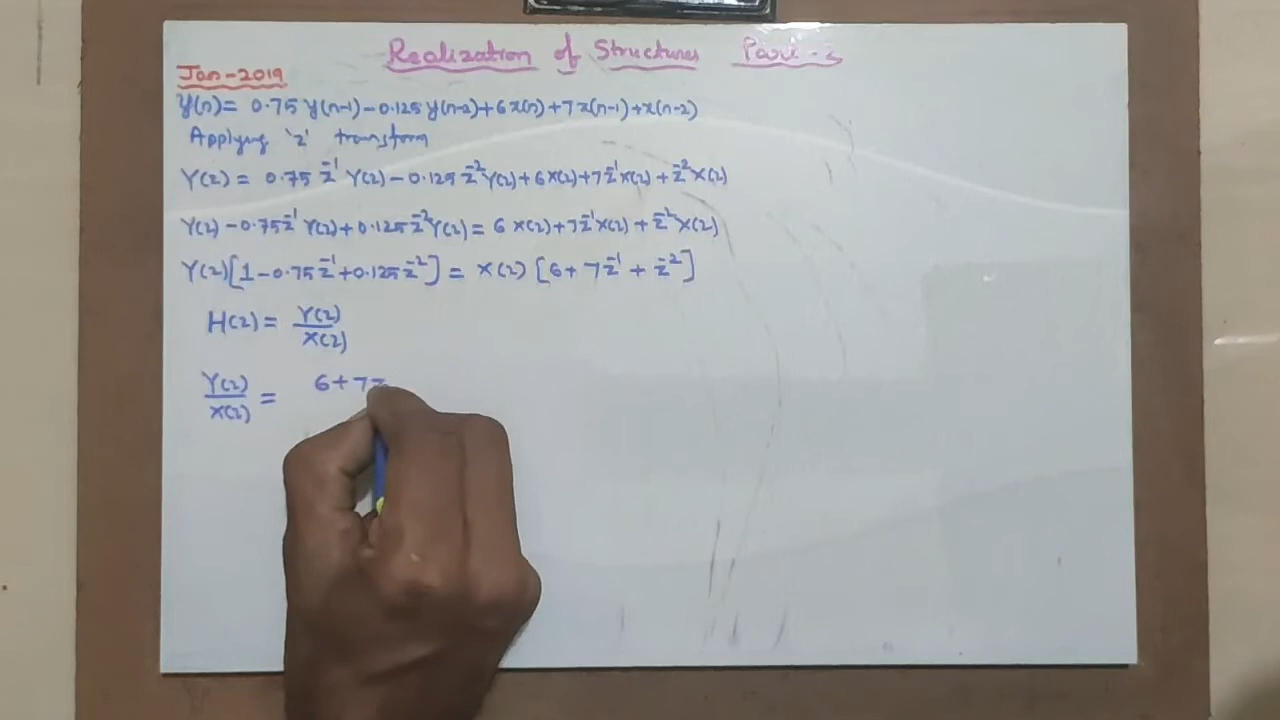 Realization of Structures Part-2
Jan-2019
y(n) = 0.75 y(n-1) - 0.125 y(n-2) + 6 x(n) + 7 x(n-1) + x(n-2)
Applying 'z' transform
Y(z) = 0.75 z⁻¹ Y(z) - 0.125 z⁻² Y(z) + 6 X(z) + 7 z⁻¹ X(z) + z⁻² X(z)
Y(z) - 0.75 z⁻¹ Y(z) + 0.125 z⁻² Y(z) = 6 X(z) + 7 z⁻¹ X(z) + z⁻² X(z)
Y(z) [1 - 0.75 z⁻¹ + 0.125 z⁻²] = X(z) [6 + 7 z⁻¹ + z⁻²]
H(z) = Y(z)/X(z)
Y(z)/X(z) = 6 + 7z